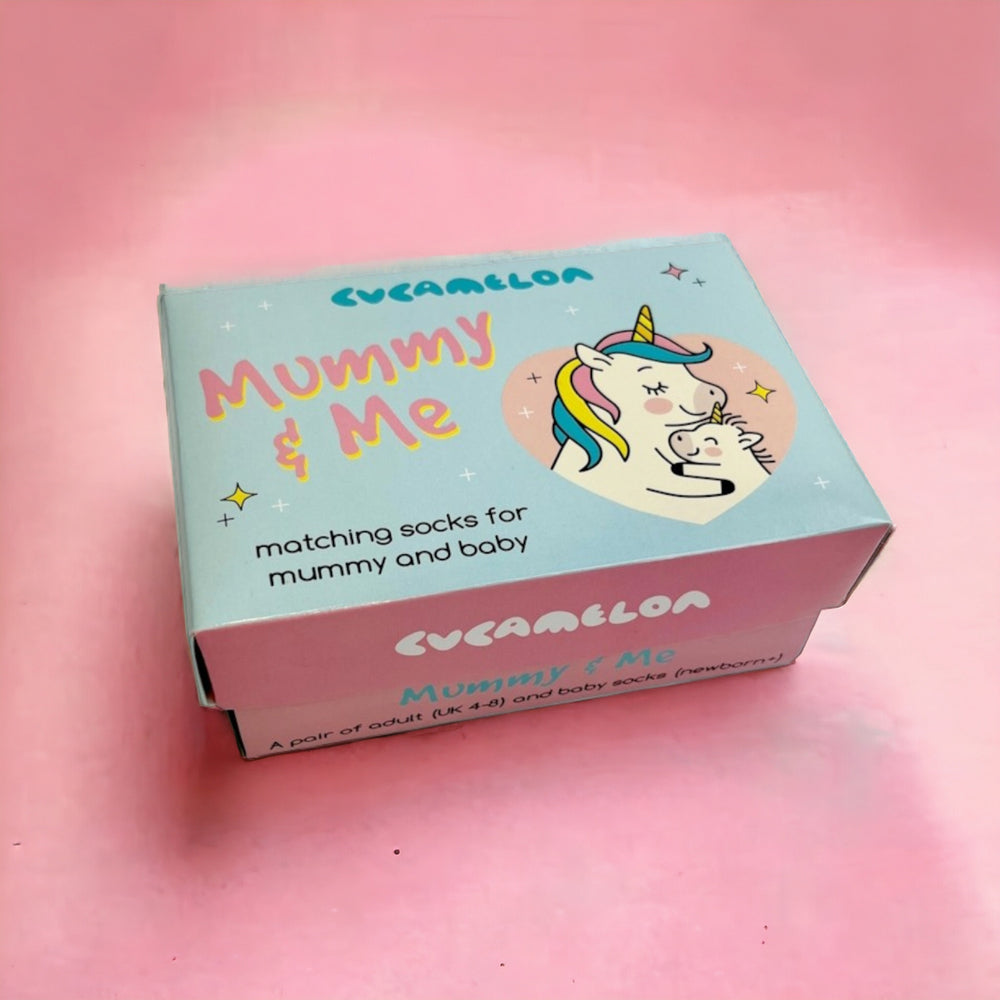 CUCAMELON
Mummy
& Me
matching socks for
mummy and baby
CUCAMELON
Mummy & Me
A pair of adult (UK 4-8) and baby socks (newborn+)